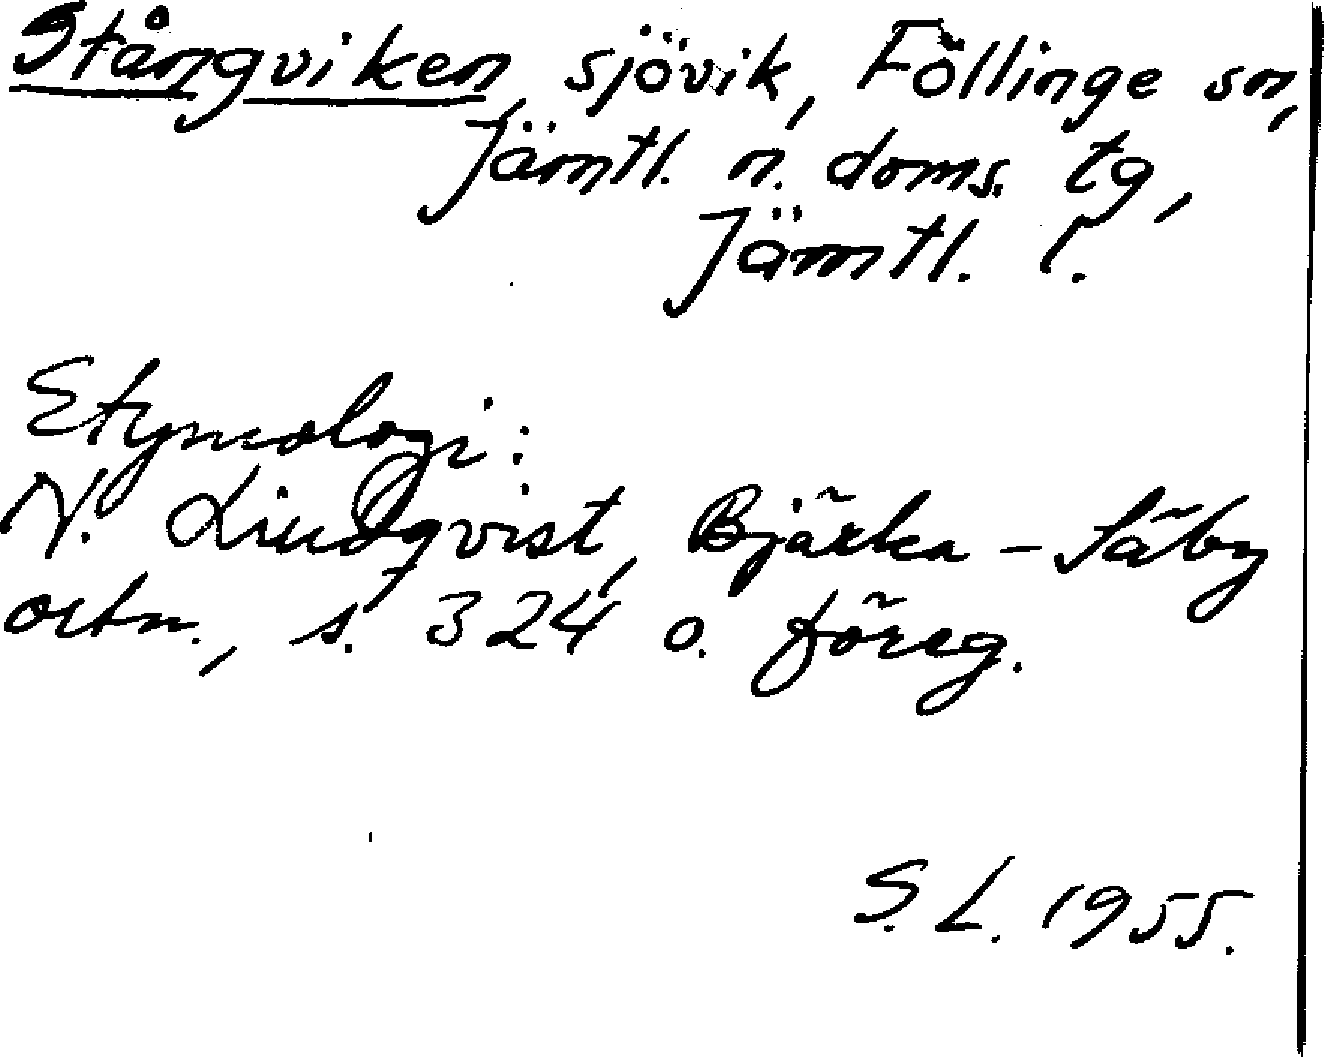 Stångviken, sjövik, Föllinge sn,
Jämtl. n. doms. tg,
Jämtl. l.
Etymologi:
N. Lindqvist, Bjärka-Säby
ortn., s. 324 o. föreg.
S. L. 1955.